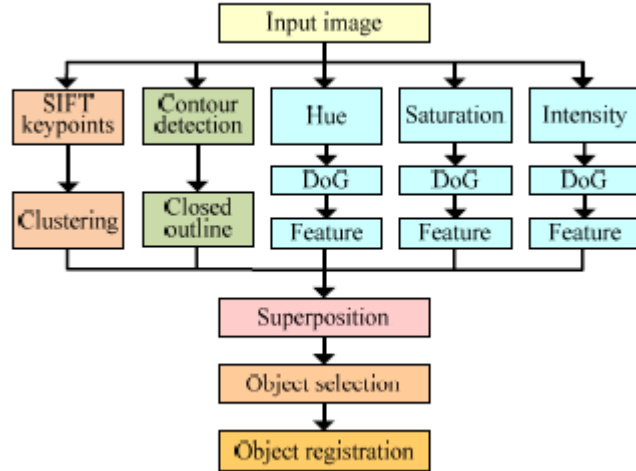 Input image
SIFT
keypoints
Contour
detection
Hue
Saturation
Intensity
DoG
DoG
DoG
Clustering
Closed
outline
Feature
Feature
Feature
Superposition
Object selection
Object registration